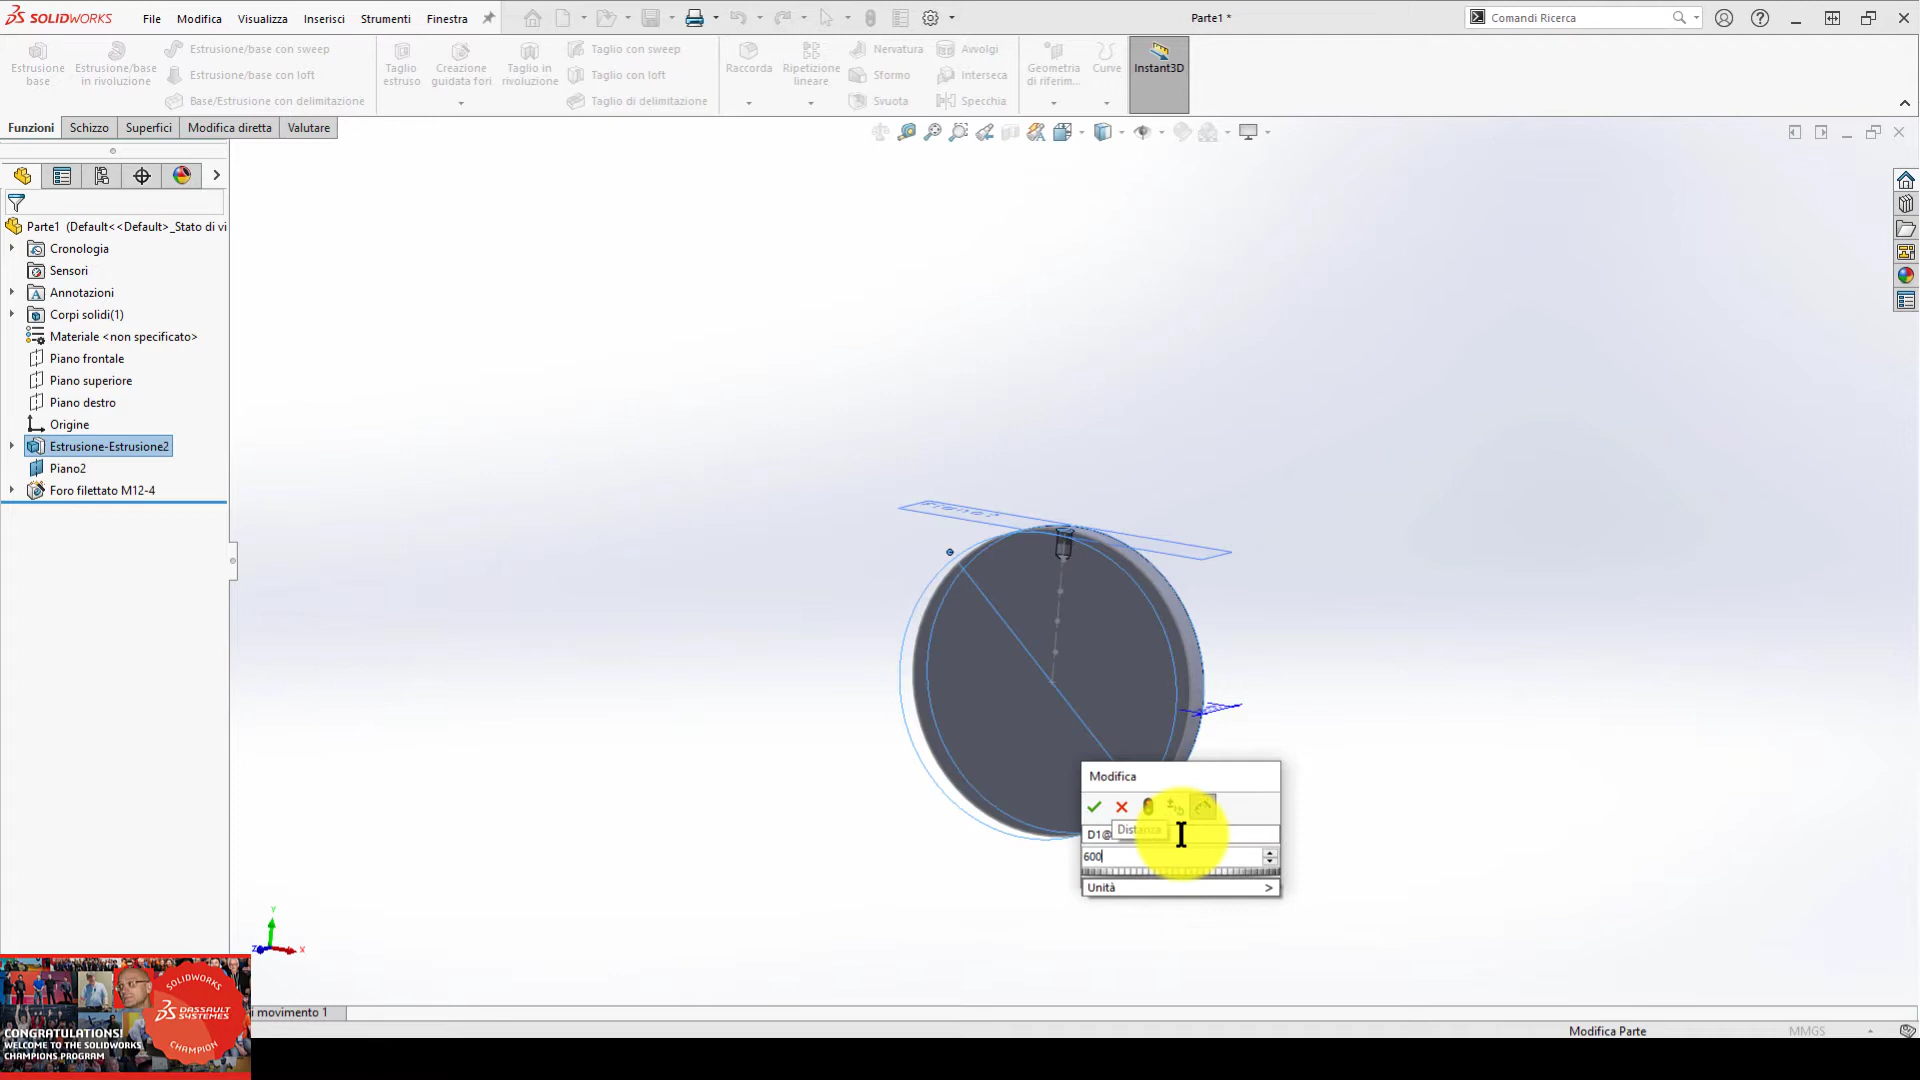 SOLIDWORKS
File
Modifica
Visualizza
Inserisci
Strumenti
Finestra
Parte1 *
Comandi Ricerca
Estrusione
base
Estrusione/base
in rivoluzione
Estrusione/base con sweep
Estrusione/base con loft
Base/Estrusione con delimitazione
Taglio
estruso
Creazione
guidata fori
Taglio in
rivoluzione
Taglio con sweep
Taglio con loft
Taglio di delimitazione
Raccorda
Ripetizione
lineare
Nervatura
Sformo
Svuota
Avvolgi
Interseca
Specchia
Geometria
di riferim...
Curve
Instant3D
Funzioni
Schizzo
Superfici
Modifica diretta
Valutare
Parte1 (Default<<Default>_Stato di vi
Cronologia
Sensori
Annotazioni
Corpi solidi(1)
Materiale <non specificato>
Piano frontale
Piano superiore
Piano destro
Origine
Estrusione-Estrusione2
Piano2
Foro filettato M12-4
Piano2
Modifica
D1@
Distanza
600
Unità >
Y
Z
X
SOLIDWORKS
DASSAULT
SYSTEMES
CHAMPION
CONGRATULATIONS!
WELCOME TO THE SOLIDWORKS
CHAMPIONS PROGRAM
i movimento 1
Modifica Parte
MMGS